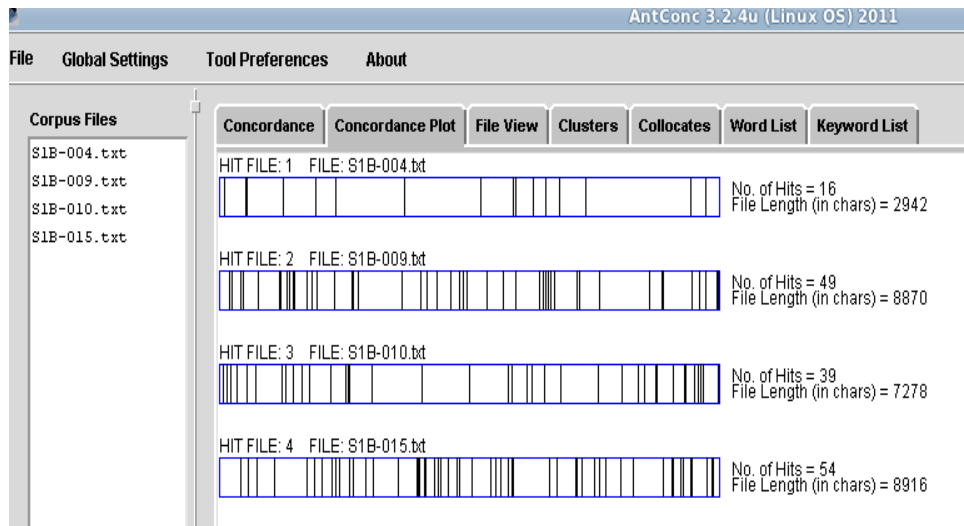 AntConc 3.2.4u (Linux OS) 2011
File Global Settings Tool Preferences About
Corpus Files
S1B-004.txt
S1B-009.txt
S1B-010.txt
S1B-015.txt
Concordance Concordance Plot File View Clusters Collocates Word List Keyword List
HIT FILE: 1 FILE: S1B-004.txt
No. of Hits = 16
File Length (in chars) = 2942
HIT FILE: 2 FILE: S1B-009.txt
No. of Hits = 49
File Length (in chars) = 8870
HIT FILE: 3 FILE: S1B-010.txt
No. of Hits = 39
File Length (in chars) = 7278
HIT FILE: 4 FILE: S1B-015.txt
No. of Hits = 54
File Length (in chars) = 8916